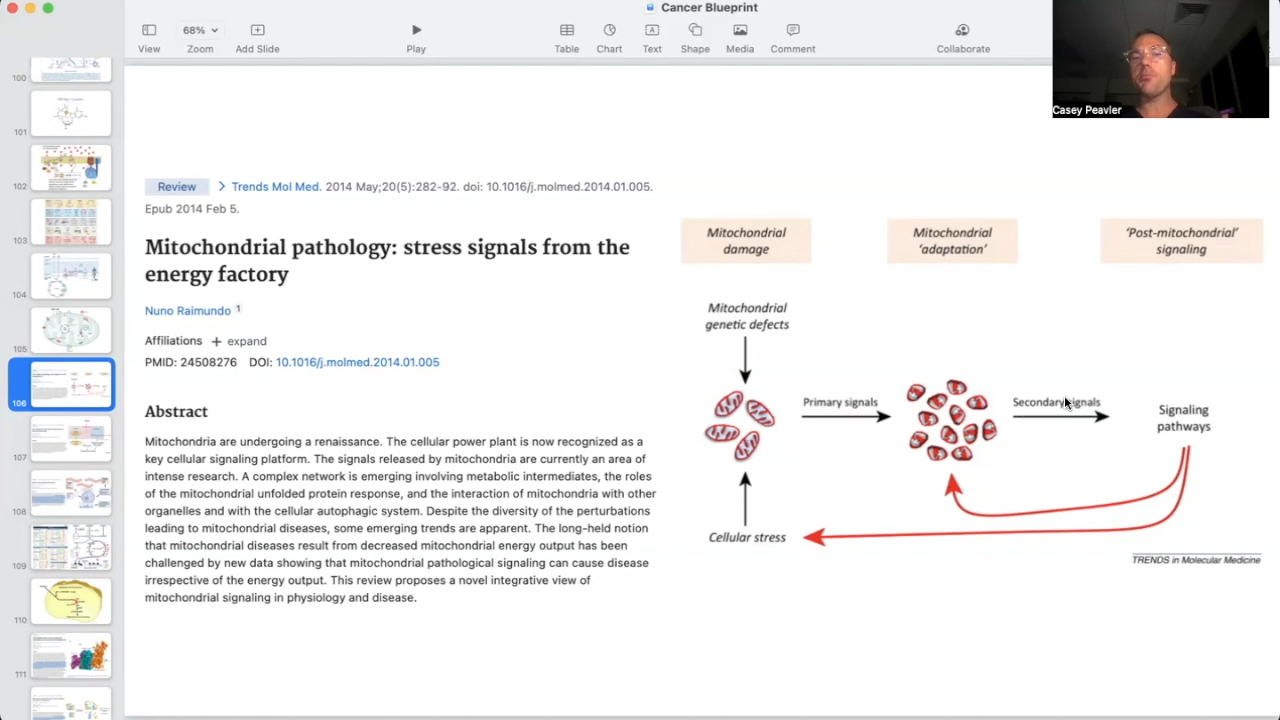 Cancer Blueprint
68%
View
Zoom
Add Slide
Play
Table
Chart
Text
Shape
Media
Comment
Collaborate
Casey Peavler
100
101
102
103
104
105
106
107
108
109
110
111
Review > Trends Mol Med. 2014 May;20(5):282-92. doi: 10.1016/j.molmed.2014.01.005.
Epub 2014 Feb 5.
Mitochondrial pathology: stress signals from the
energy factory
Nuno Raimundo 1
Affiliations + expand
PMID: 24508276 DOI: 10.1016/j.molmed.2014.01.005
Abstract
Mitochondria are undergoing a renaissance. The cellular power plant is now recognized as a
key cellular signaling platform. The signals released by mitochondria are currently an area of
intense research. A complex network is emerging involving metabolic intermediates, the roles
of the mitochondrial unfolded protein response, and the interaction of mitochondria with other
organelles and with the cellular autophagic system. Despite the diversity of the perturbations
leading to mitochondrial diseases, some emerging trends are apparent. The long-held notion
that mitochondrial diseases result from decreased mitochondrial energy output has been
challenged by new data showing that mitochondrial pathological signaling can cause disease
irrespective of the energy output. This review proposes a novel integrative view of
mitochondrial signaling in physiology and disease.
Mitochondrial
damage
Mitochondrial
‘adaptation’
‘Post-mitochondrial’
signaling
Mitochondrial
genetic defects
Primary signals
Secondary signals
Signaling
pathways
Cellular stress
TRENDS in Molecular Medicine